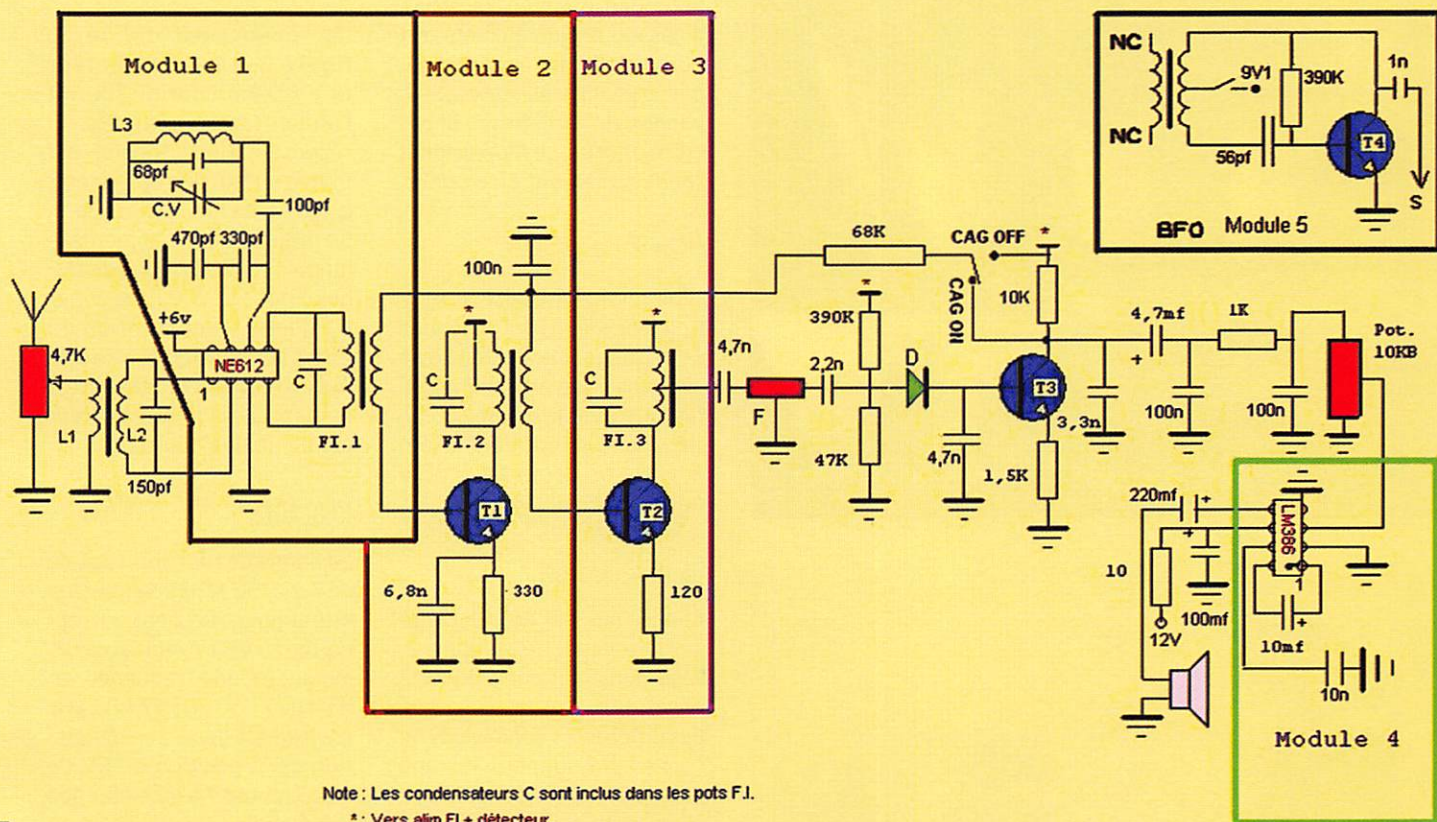 Module 1
Module 2
Module 3
L3
68pf
C.V
100pf
470pf 330pf
+6v
4,7K
NE612
1
L1
L2
150pf
C
FI.1
100n
*
C
FI.2
T1
6,8n
330
*
C
FI.3
T2
120
68K
CAG OFF
CAG ON
*
10K
*
390K
4,7n
F
2,2n
47K
D
4,7n
T3
3,3n
1,5K
4,7mf
+
1K
100n
100n
Pot.
10KB
NC
NC
9V1
390K
56pf
T4
1n
S
BFO Module 5
220mf
+
+
10
100mf
12V
LM386
1
+
10mf
10n
Module 4
Note : Les condensateurs C sont inclus dans les pots F.I.
* : Vers alim FI + détecteur